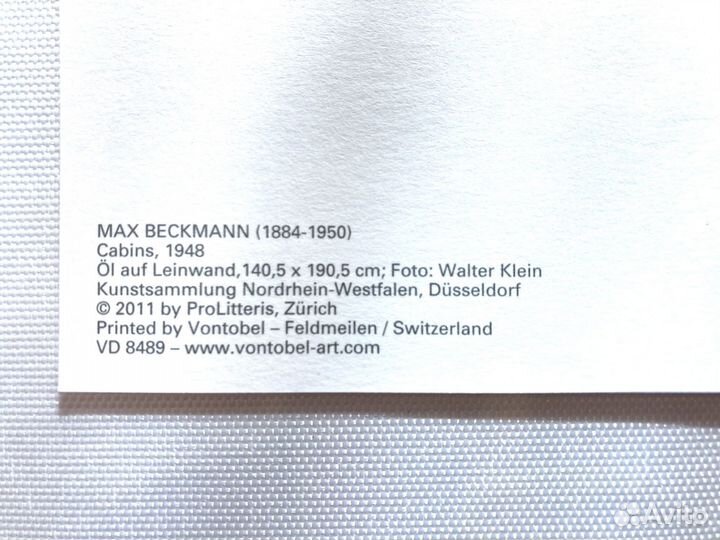 MAX BECKMANN (1884-1950)
Cabins, 1948
Öl auf Leinwand,140,5 x 190,5 cm; Foto: Walter Klein
Kunstsammlung Nordrhein-Westfalen, Düsseldorf
© 2011 by ProLitteris, Zürich
Printed by Vontobel – Feldmeilen / Switzerland
VD 8489 – www.vontobel-art.com
Avito